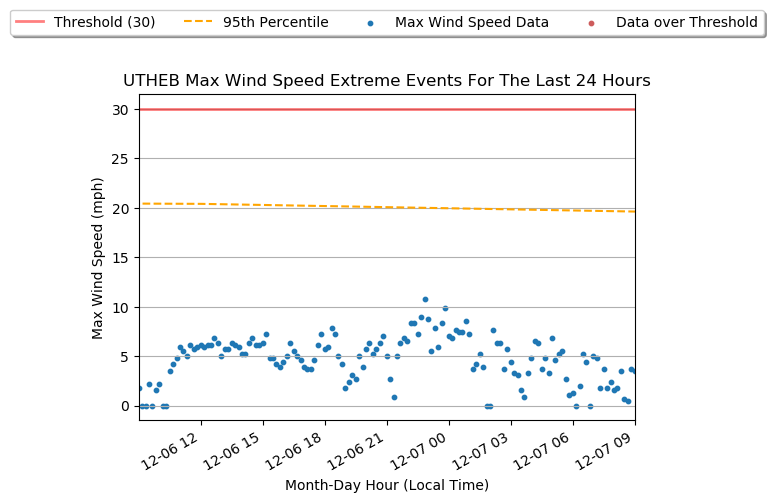 Threshold (30) 95th Percentile Max Wind Speed Data Data over Threshold
UTHEB Max Wind Speed Extreme Events For The Last 24 Hours
30
25
20
15
10
5
0
Max Wind Speed (mph)
12-06 12 12-06 15 12-06 18 12-06 21 12-07 00 12-07 03 12-07 06 12-07 09
Month-Day Hour (Local Time)